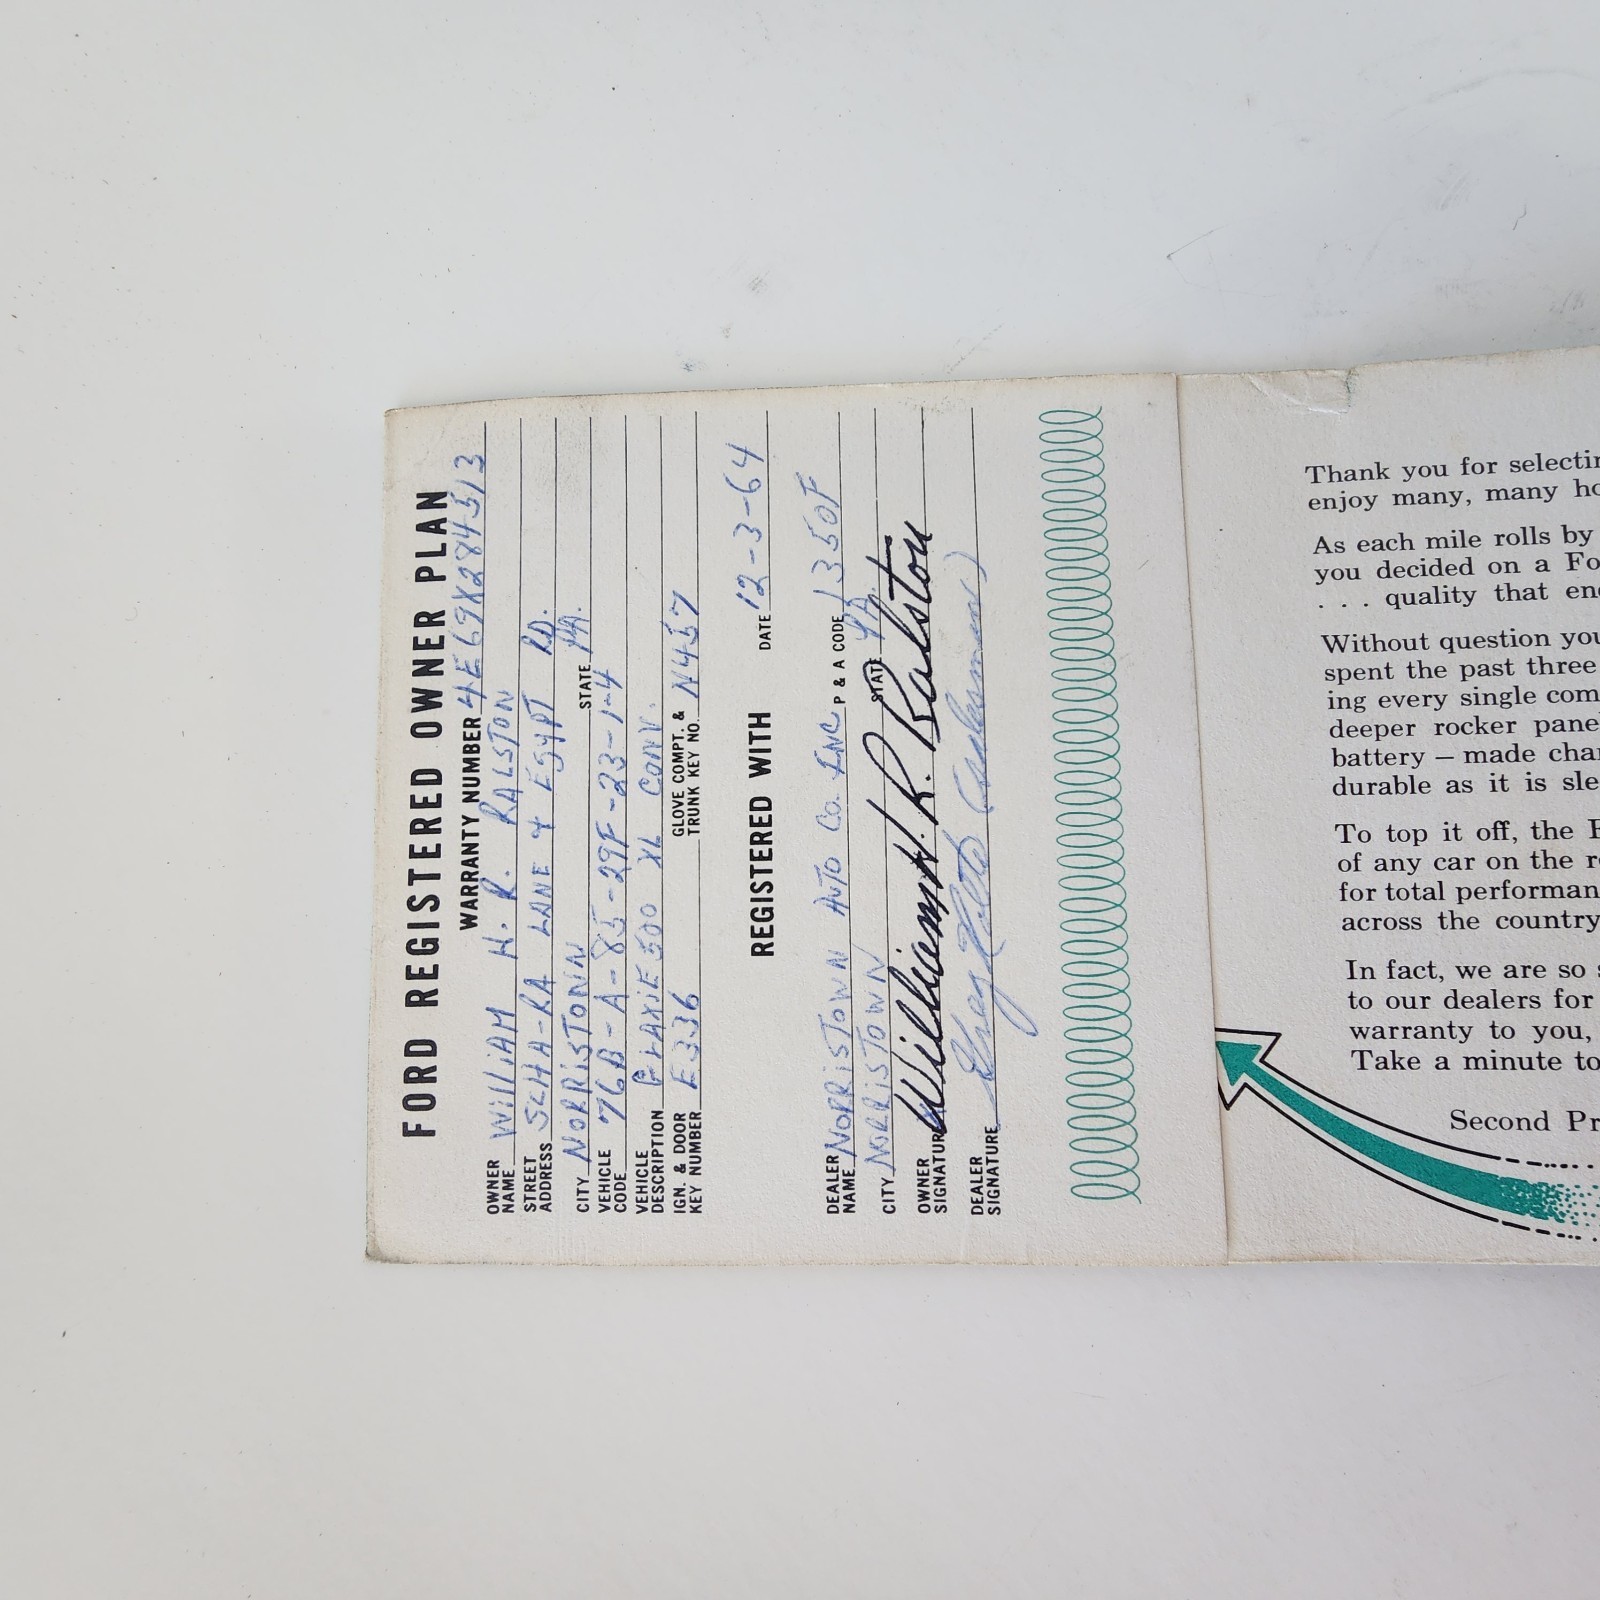 FORD REGISTERED OWNER PLAN
WARRANTY NUMBER 4E69X284513
OWNER NAME WilliAM H. R. RALSTON
STREET ADDRESS SCHA-RA LANE & EgyPT RD.
CITY NORRiSTOWN STATE PA.
VEHICLE CODE 76B-A-85-29F-23-1-4
VEHICLE DESCRIPTION GLAXiE 500 XL CONV.
IGN. & DOOR KEY NUMBER E336 GLOVE COMPT. & TRUNK KEY NO. N457
REGISTERED WITH DATE 12-3-64
DEALER NAME NORRiSTOWN AUTO Co. INC P & A CODE 1350F
CITY NORRiSTOWN STATE PA.
OWNER SIGNATURE William H. R. Ralston
DEALER SIGNATURE (Salesman)
Thank you for selectin
enjoy many, many ho
As each mile rolls by
you decided on a Fo
. . . quality that en
Without question you
spent the past three
ing every single com
deeper rocker pane
battery — made cha
durable as it is sle
To top it off, the F
of any car on the r
for total performan
across the country
In fact, we are so s
to our dealers for
warranty to you,
Take a minute to
Second Pr